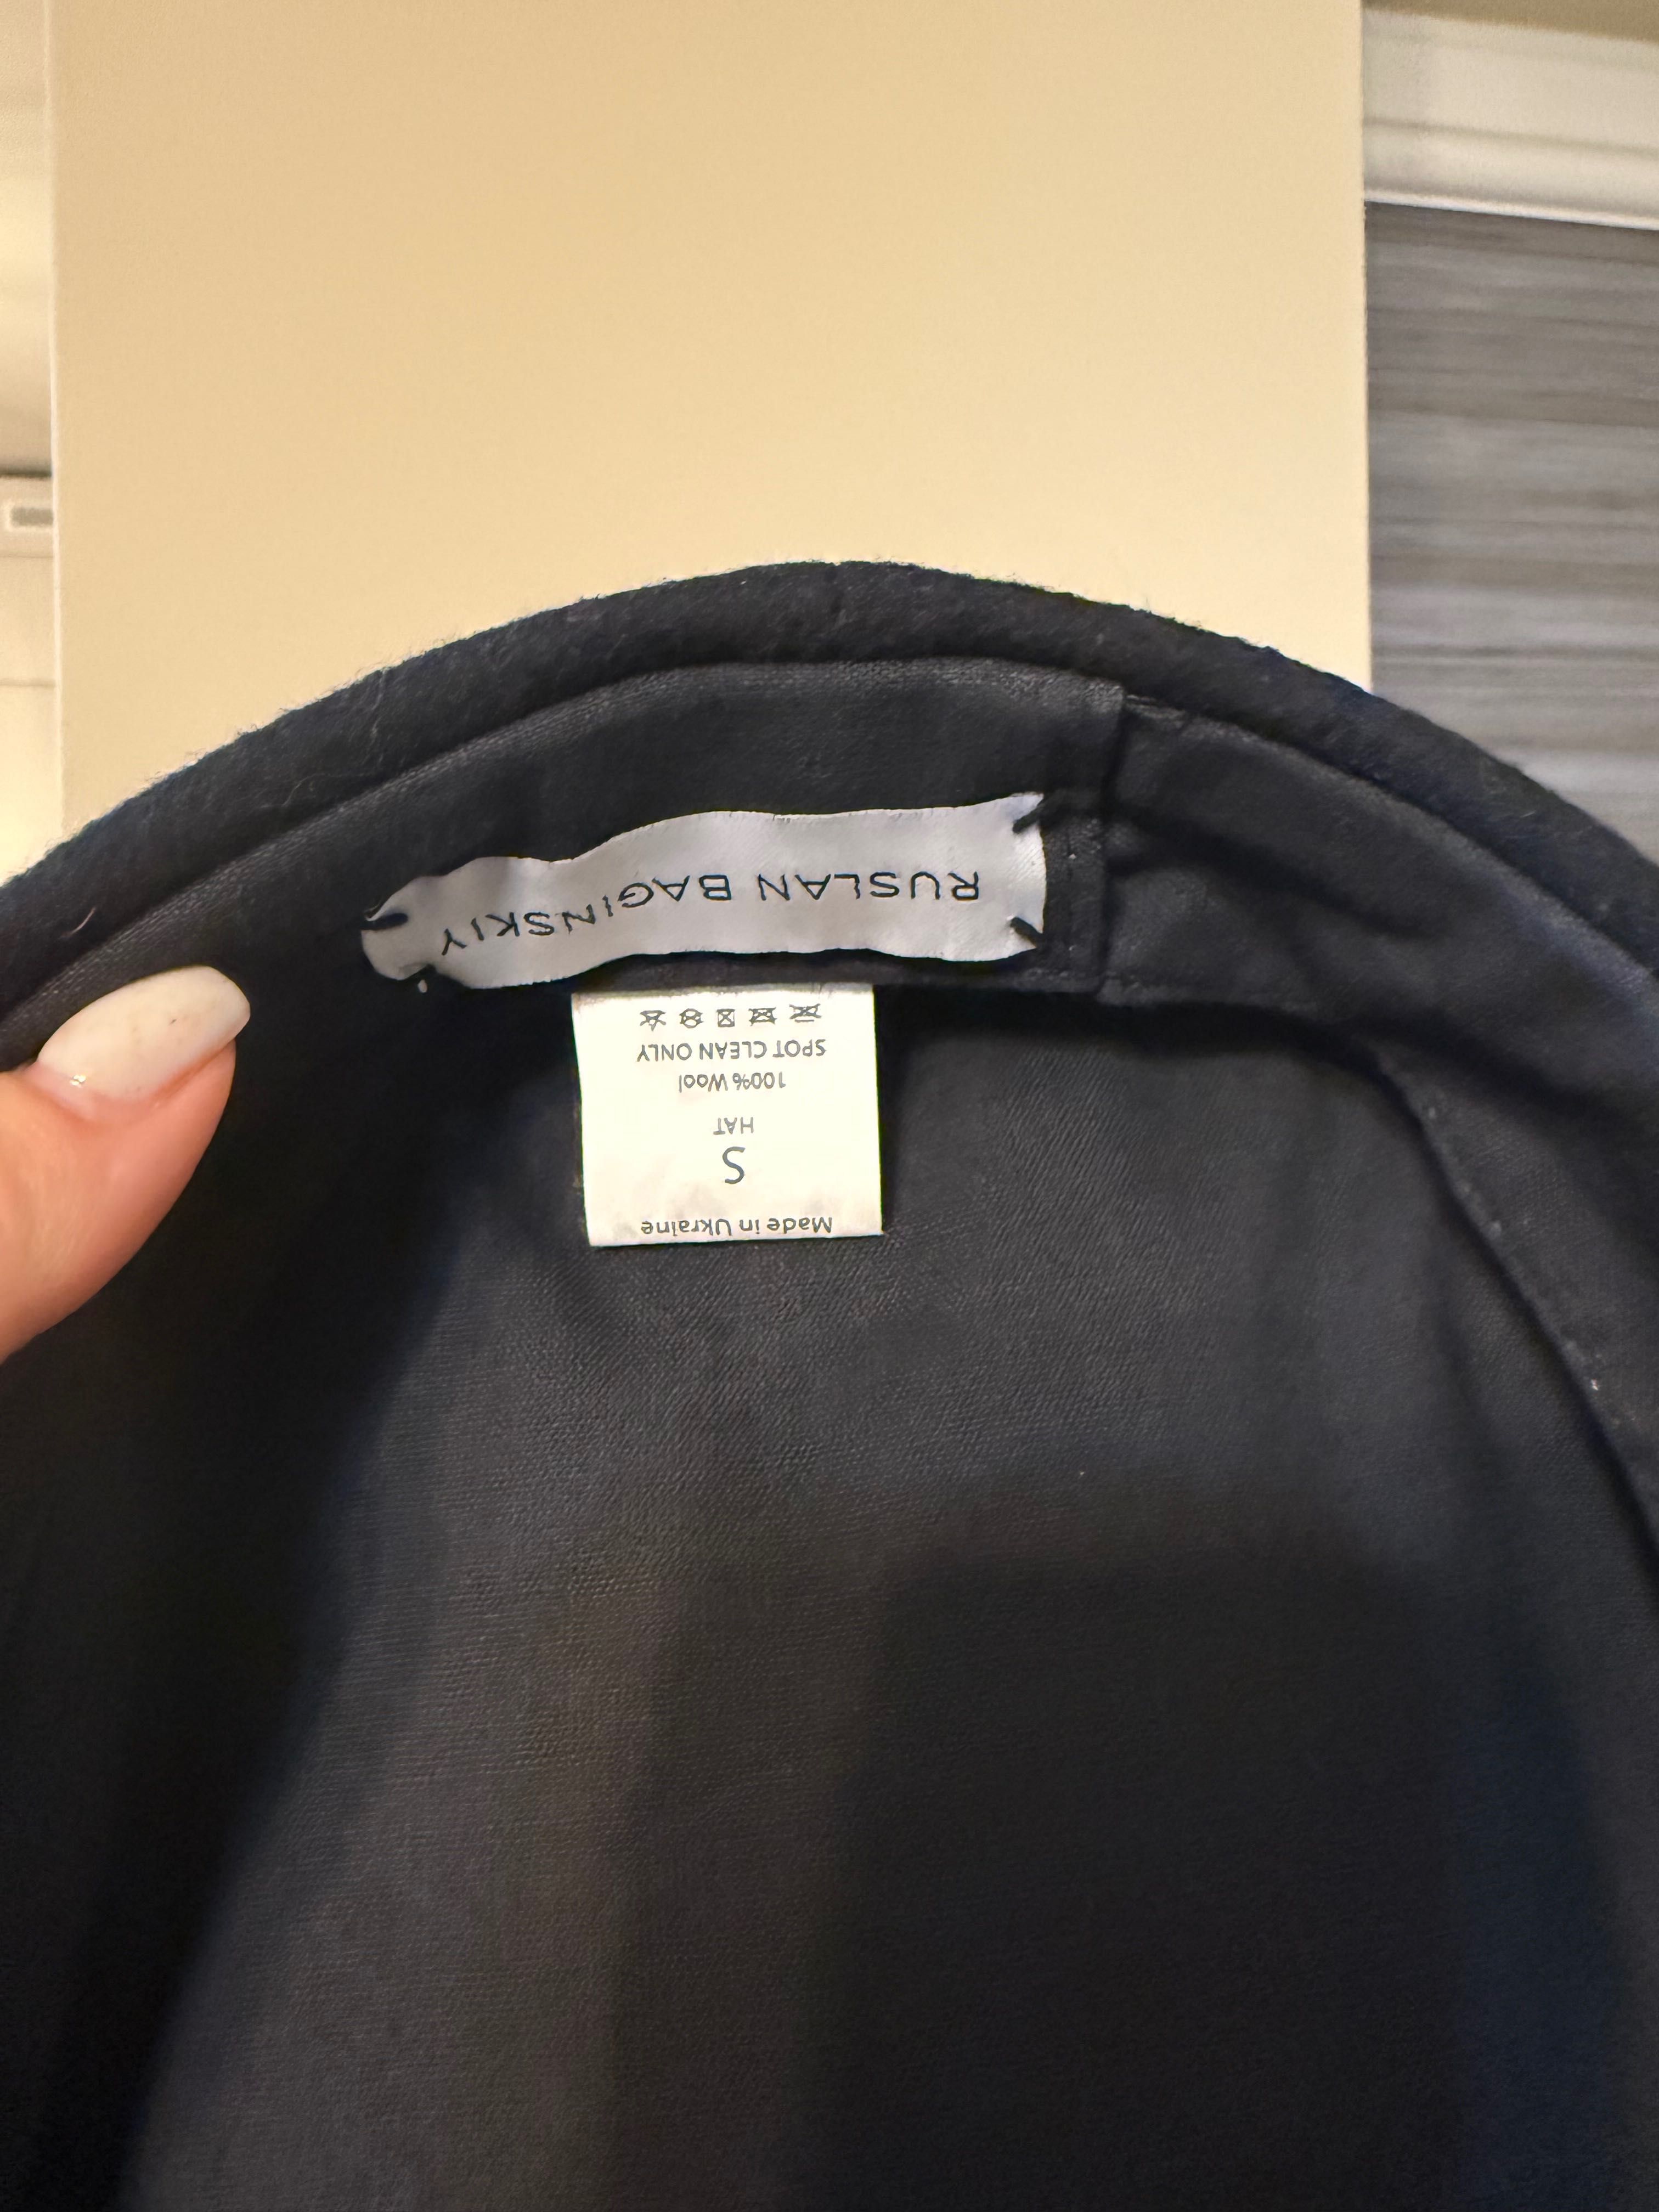 RUSLAN BAGINSKIY
Made in Ukraine
S
HAT
100% Wool
SPOT CLEAN ONLY